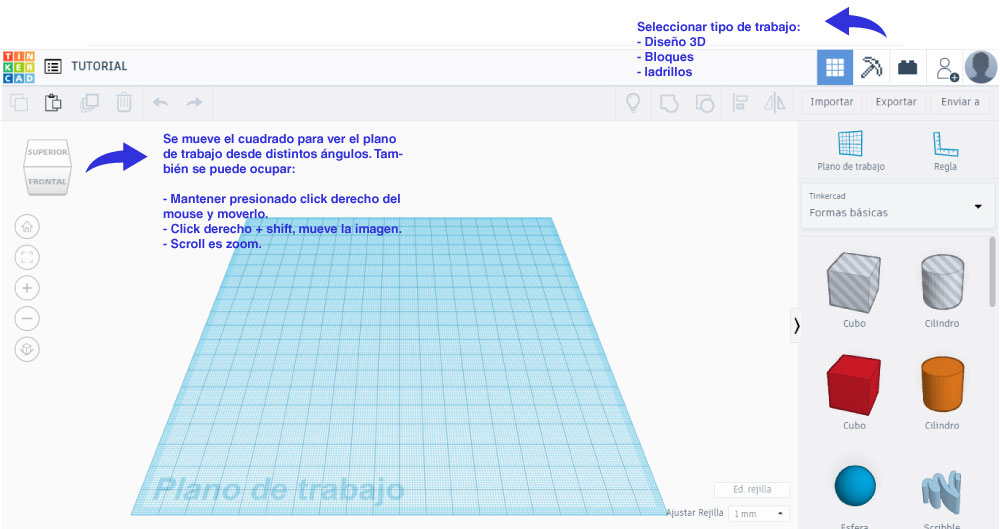 Seleccionar tipo de trabajo:
- Diseño 3D
- Bloques
- ladrillos
TIN
KER
CAD
TUTORIAL
Importar
Exportar
Enviar a
SUPERIOR
FRONTAL
Se mueve el cuadrado para ver el plano
de trabajo desde distintos ángulos. Tam-
bién se puede ocupar:
- Mantener presionado click derecho del
mouse y moverlo.
- Click derecho + shift, mueve la imagen.
- Scroll es zoom.
Plano de trabajo
Regla
Tinkercad
Formas básicas
Cubo
Cilindro
Cubo
Cilindro
Esfera
Scribble
Plano de trabajo
Ed. rejilla
Ajustar Rejilla
1 mm